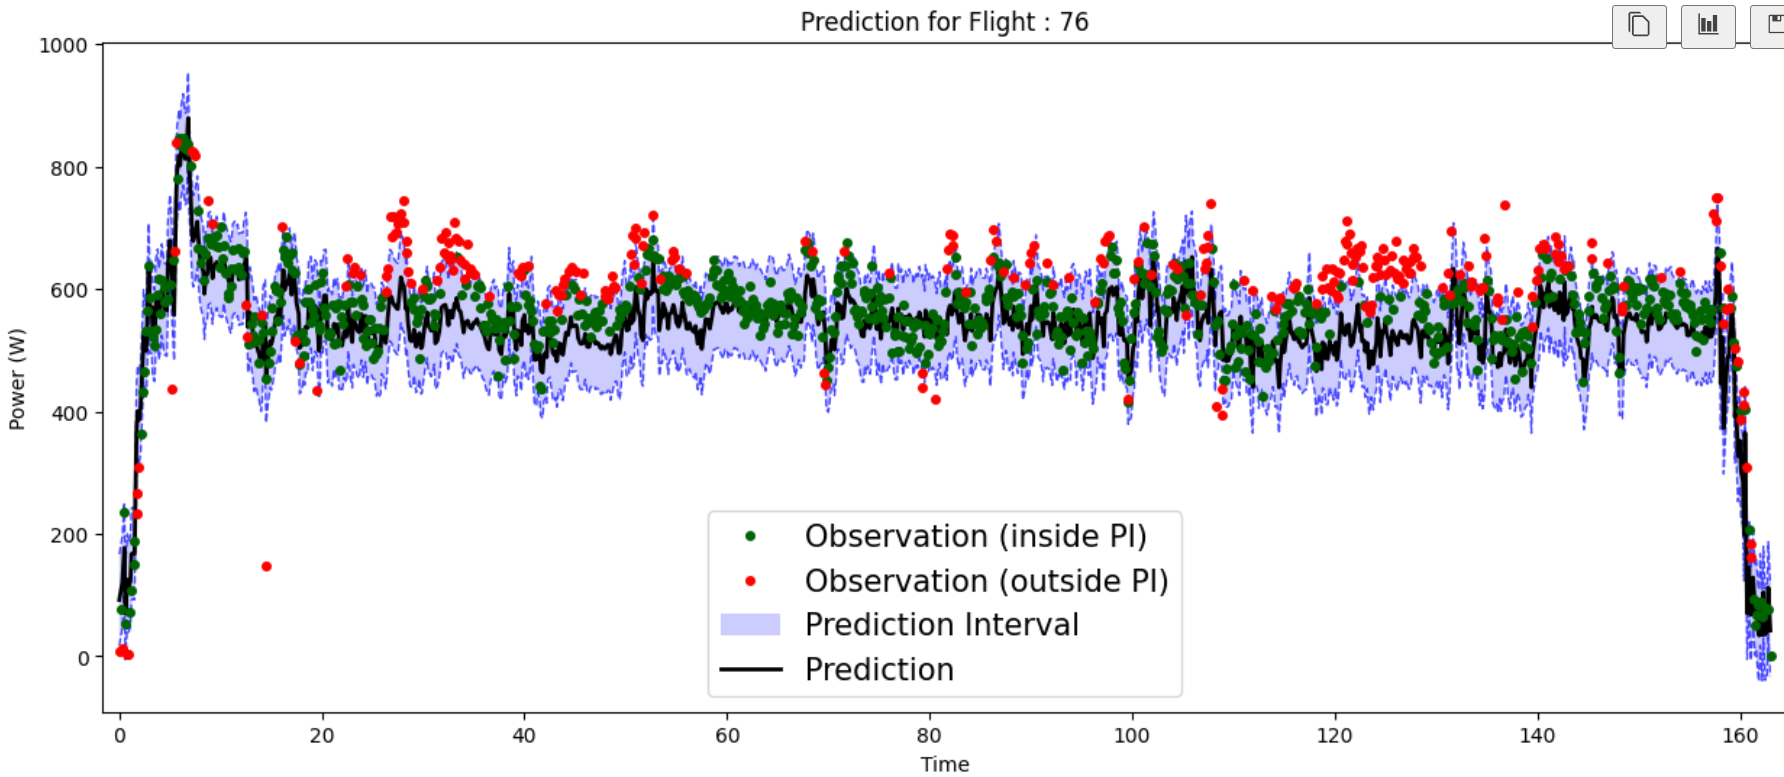 Prediction for Flight : 76
1000
800
600
400
200
0
Power (W)
Observation (inside PI)
Observation (outside PI)
Prediction Interval
Prediction
0 20 40 60 80 100 120 140 160
Time